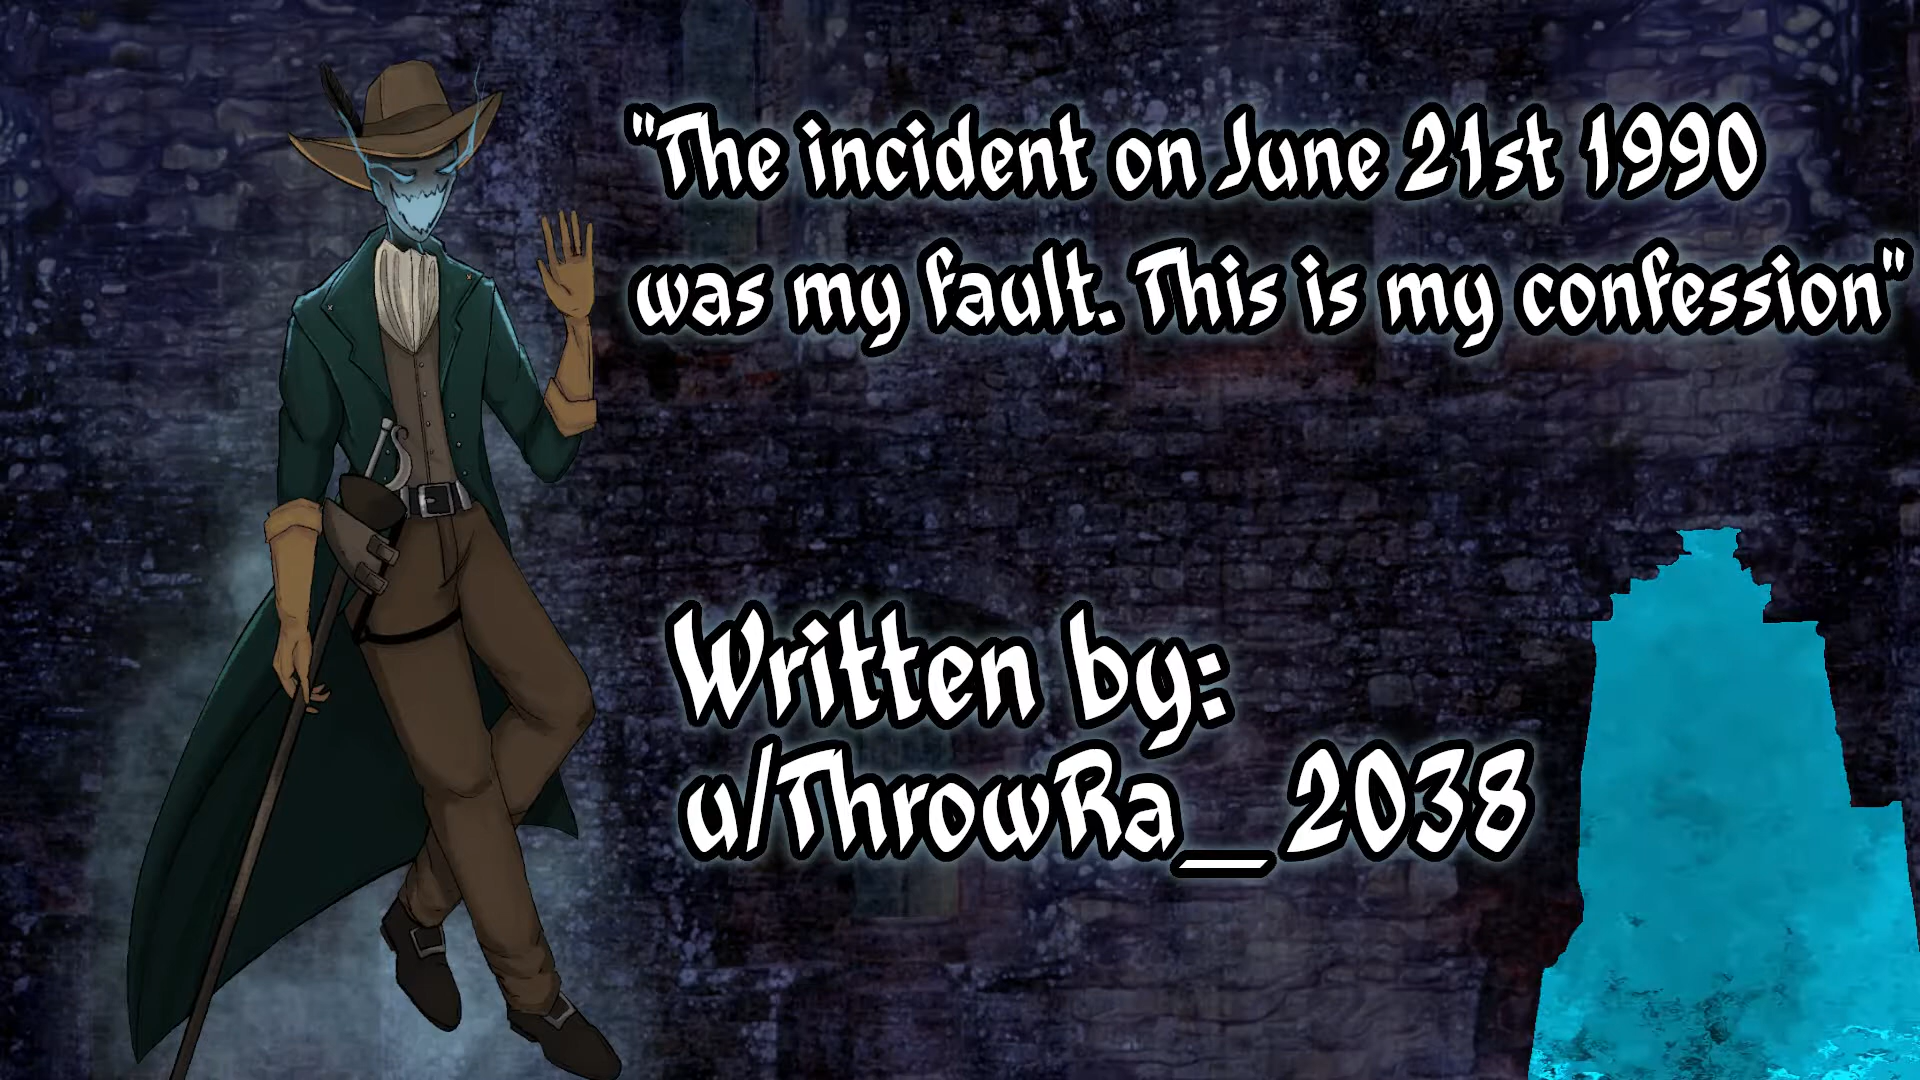 "The incident on June 21st 1990
was my fault. This is my confession"
Written by:
u/ThrowRa_2038